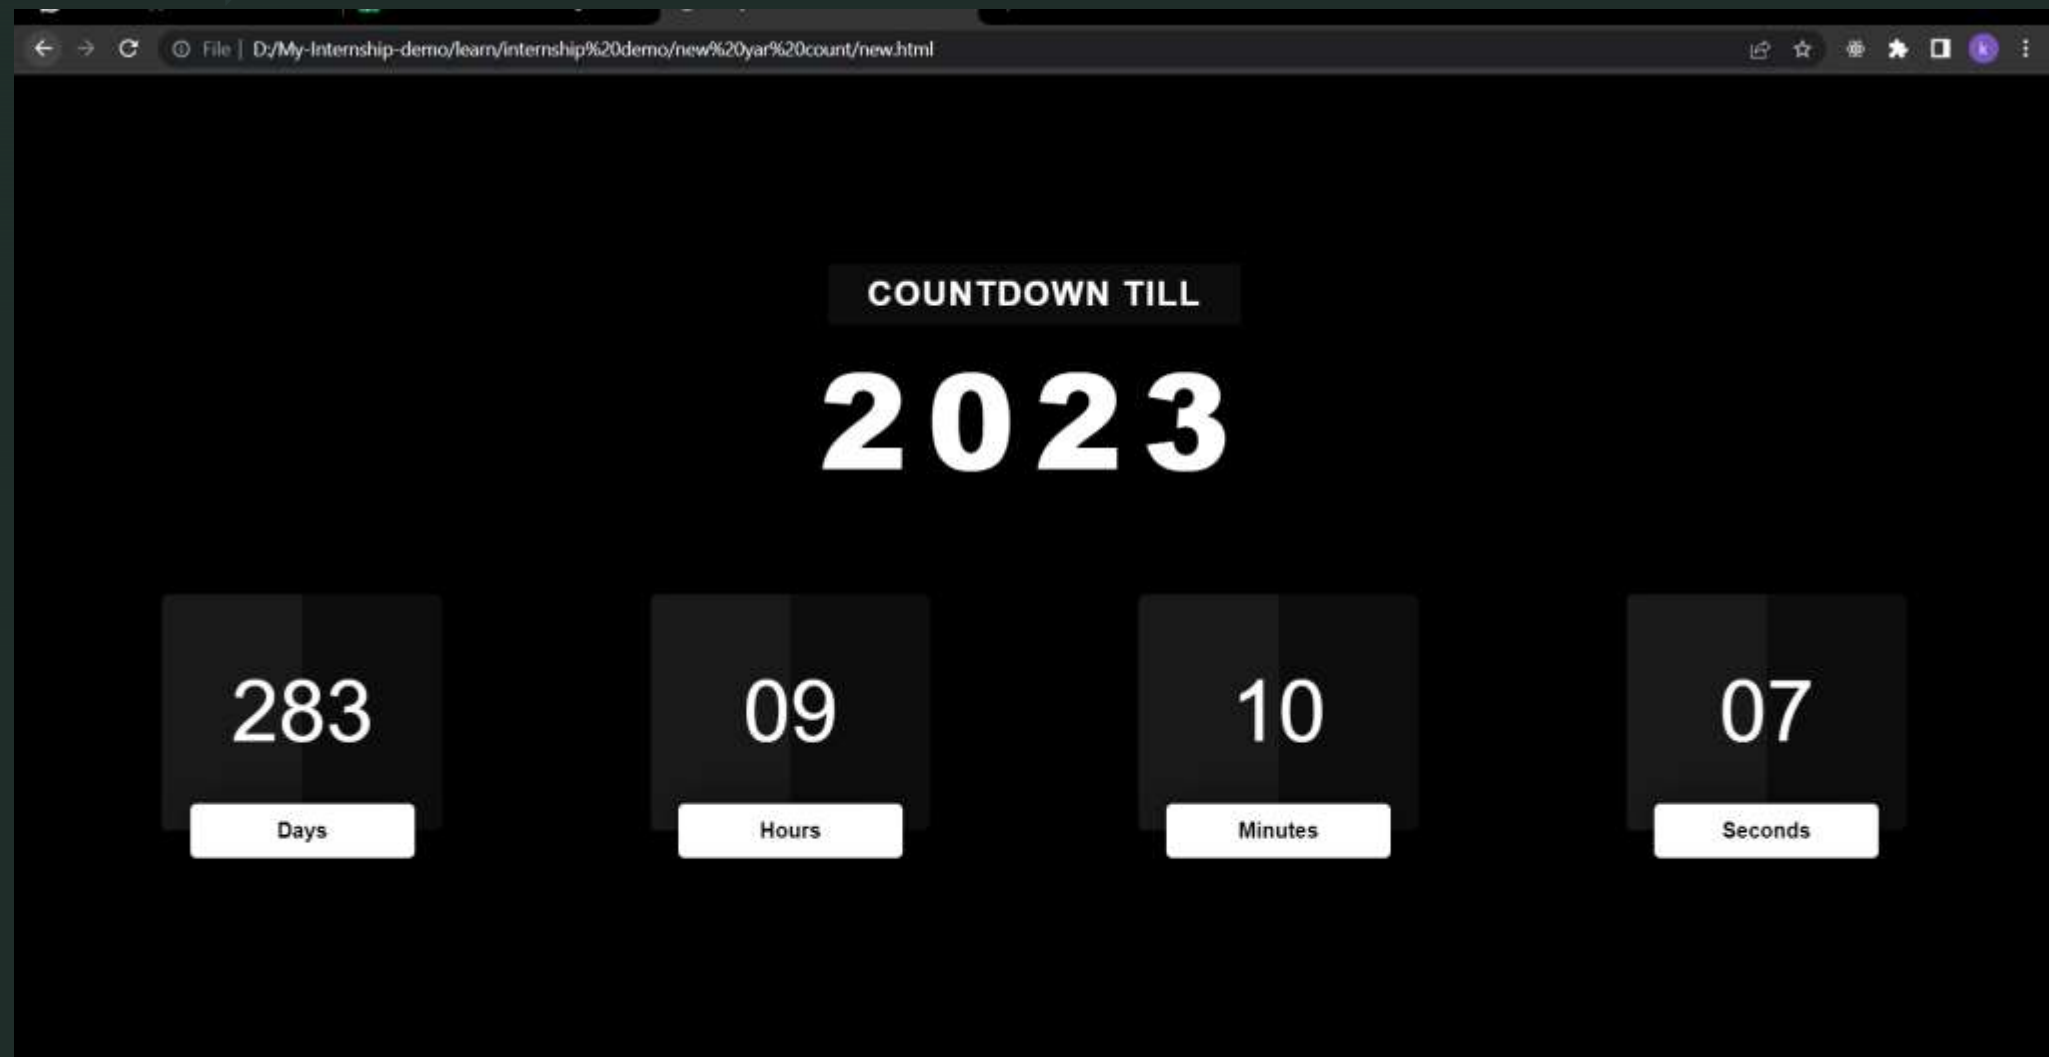 File | D:/My-Internship-demo/learn/internship%20demo/new%20yar%20count/new.html
k
COUNTDOWN TILL
2023
283 09 10 07
Days Hours Minutes Seconds